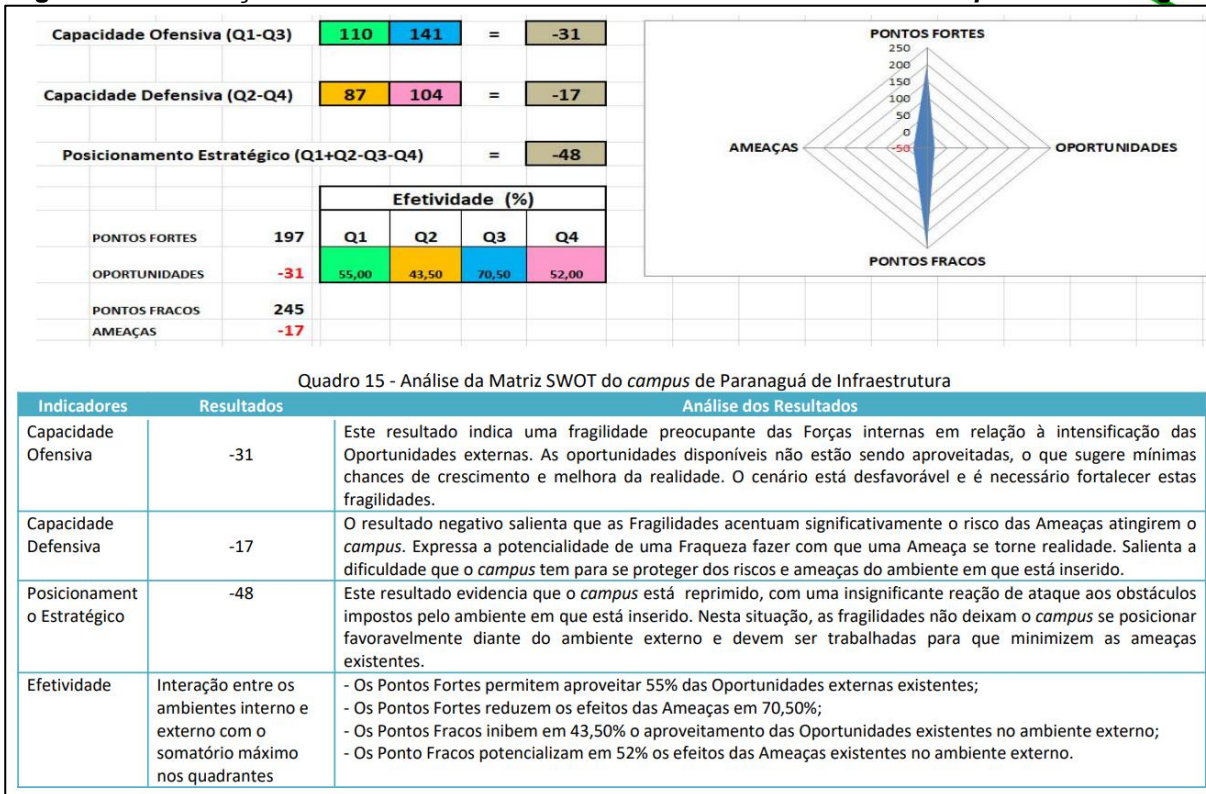 Capacidade Ofensiva (Q1-Q3) 110 141 = -31
Capacidade Defensiva (Q2-Q4) 87 104 = -17
Posicionamento Estratégico (Q1+Q2-Q3-Q4) = -48
Efetividade (%)
PONTOS FORTES 197 Q1 Q2 Q3 Q4
OPORTUNIDADES -31 55,00 43,50 70,50 52,00
PONTOS FRACOS 245
AMEAÇAS -17
PONTOS FORTES
250
200
150
100
50
0
-50
AMEAÇAS
OPORTUNIDADES
PONTOS FRACOS
Quadro 15 - Análise da Matriz SWOT do campus de Paranaguá de Infraestrutura
Indicadores Resultados Análise dos Resultados
Capacidade
Ofensiva
-31
Este resultado indica uma fragilidade preocupante das Forças internas em relação à intensificação das
Oportunidades externas. As oportunidades disponíveis não estão sendo aproveitadas, o que sugere mínimas
chances de crescimento e melhora da realidade. O cenário está desfavorável e é necessário fortalecer estas
fragilidades.
Capacidade
Defensiva
-17
O resultado negativo salienta que as Fragilidades acentuam significativamente o risco das Ameaças atingirem o
campus. Expressa a potencialidade de uma Fraqueza fazer com que uma Ameaça se torne realidade. Salienta a
dificuldade que o campus tem para se proteger dos riscos e ameaças do ambiente em que está inserido.
Posicionament
o Estratégico
-48
Este resultado evidencia que o campus está reprimido, com uma insignificante reação de ataque aos obstáculos
impostos pelo ambiente em que está inserido. Nesta situação, as fragilidades não deixam o campus se posicionar
favoravelmente diante do ambiente externo e devem ser trabalhadas para que minimizem as ameaças
existentes.
Efetividade
Interação entre os
ambientes interno e
externo com o
somatório máximo
nos quadrantes
- Os Pontos Fortes permitem aproveitar 55% das Oportunidades externas existentes;
- Os Pontos Fortes reduzem os efeitos das Ameaças em 70,50%;
- Os Pontos Fracos inibem em 43,50% o aproveitamento das Oportunidades existentes no ambiente externo;
- Os Ponto Fracos potencializam em 52% os efeitos das Ameaças existentes no ambiente externo.